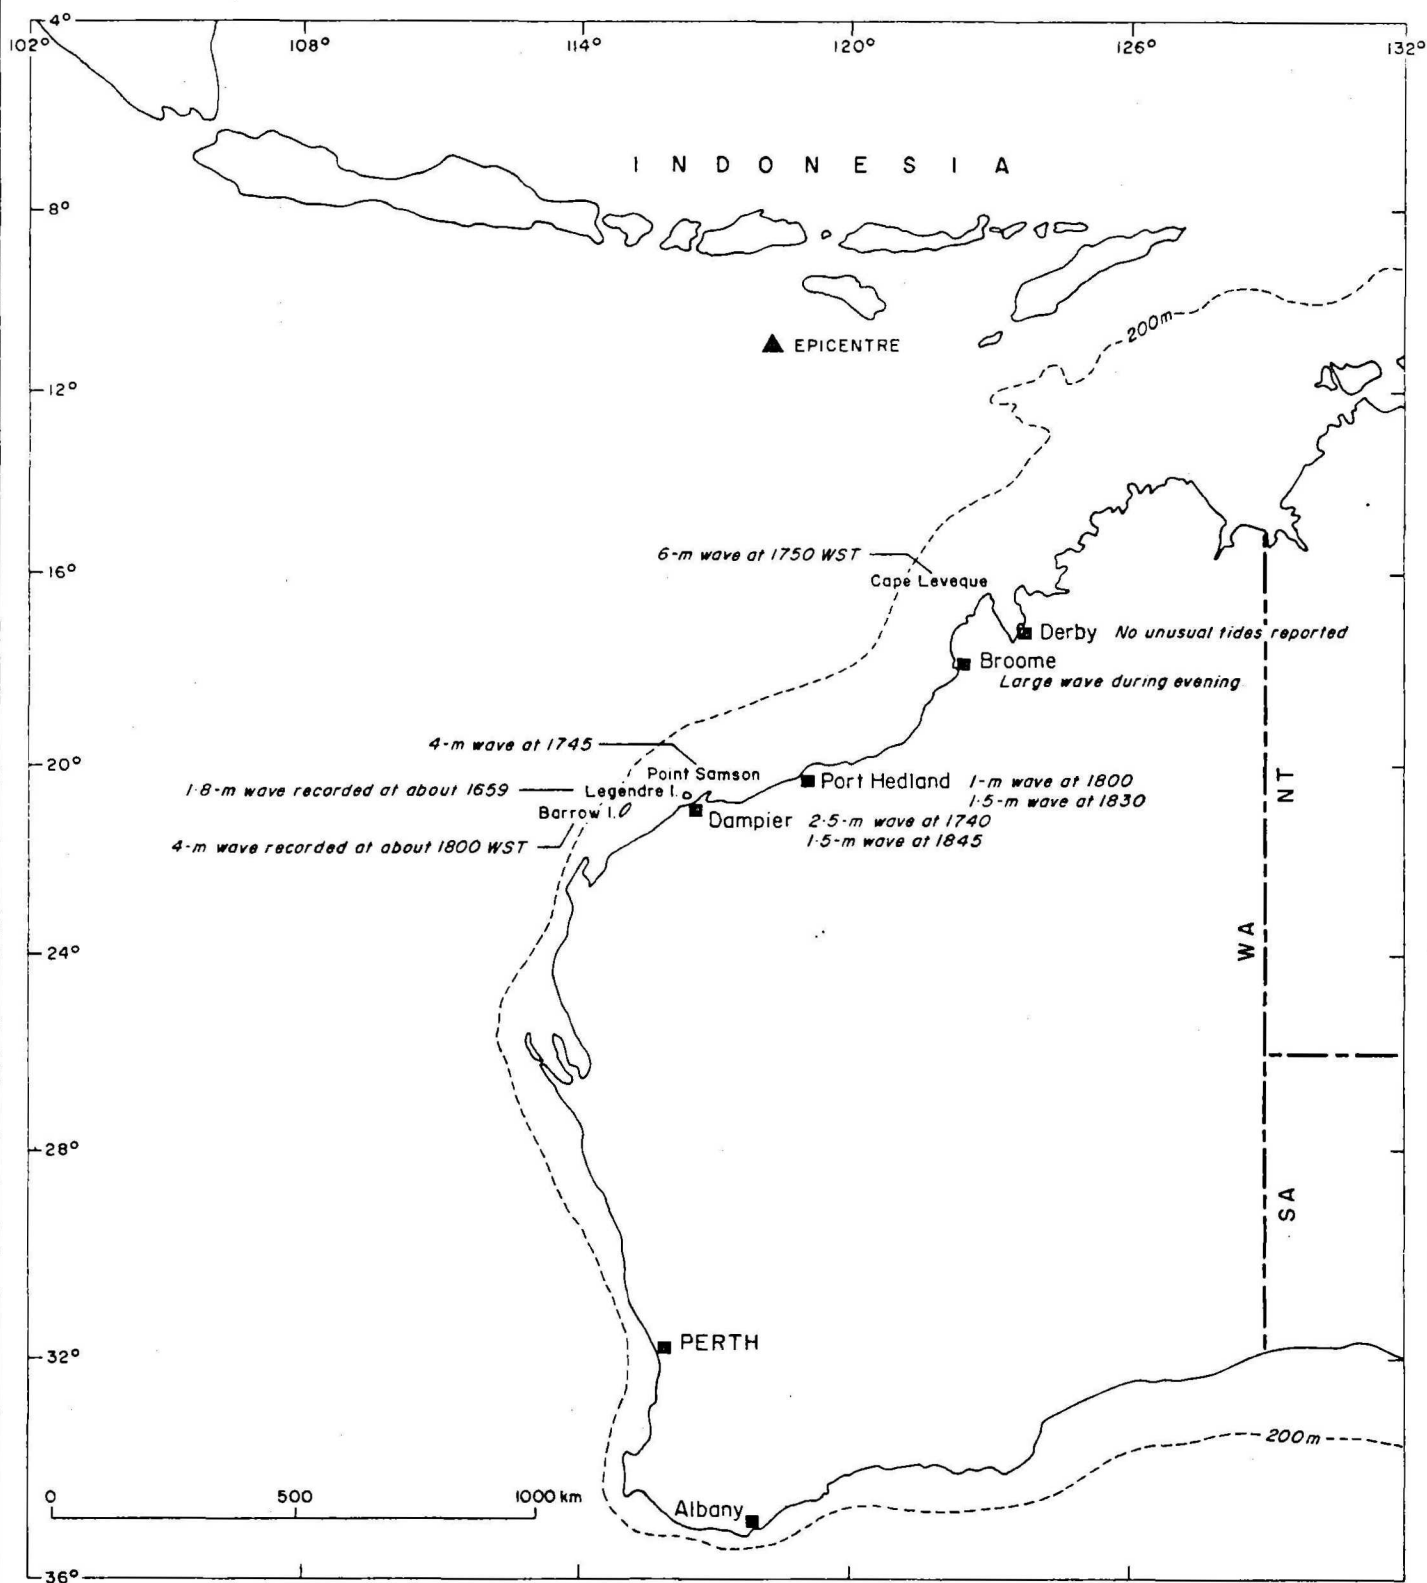 4°
102° 108° 114° 120° 126° 132°
INDONESIA
8°
200m
EPICENTRE
12°
6-m wave at 1750 WST
16°
Cape Leveque
Derby No unusual tides reported
Broome
Large wave during evening
4-m wave at 1745
20°
Point Samson
Port Hedland 1-m wave at 1800
1·5-m wave at 1830
1·8-m wave recorded at about 1659
Legendre I.
Barrow I.
Dampier 2·5-m wave at 1740
1·5-m wave at 1845
4-m wave recorded at about 1800 WST
NT
WA
24°
28°
SA
32°
PERTH
200m
0 500 1000 km
Albany
36°